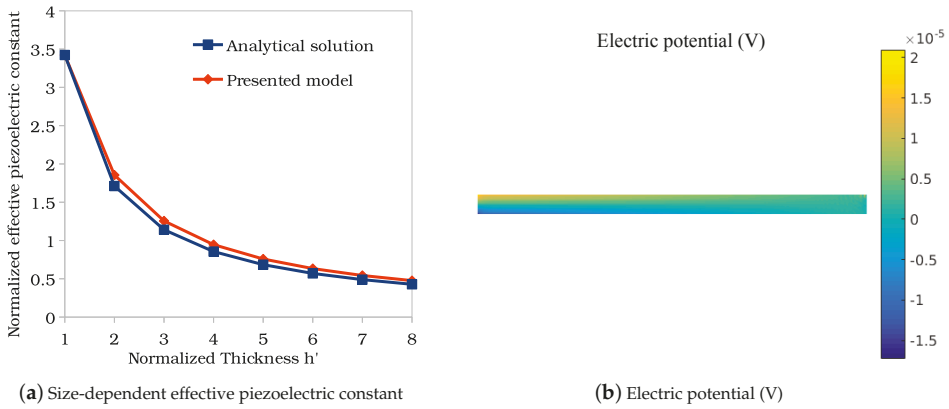 Normalized effective piezoelectric constant
4
3.5
3
2.5
2
1.5
1
0.5
0
Analytical solution
Presented model
1 2 3 4 5 6 7 8
Normalized Thickness h'
(a) Size-dependent effective piezoelectric constant
Electric potential (V)
×10-5
2
1.5
1
0.5
0
-0.5
-1
-1.5
(b) Electric potential (V)